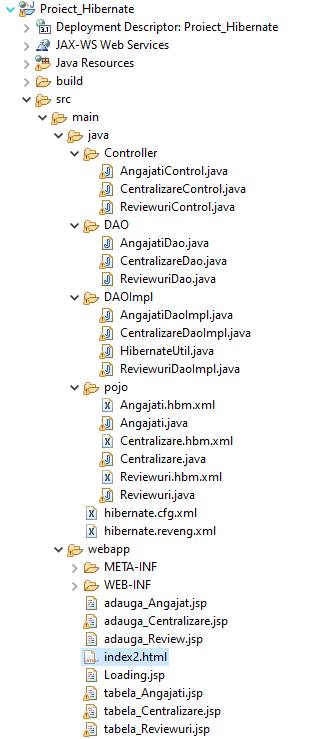 Proiect_Hibernate
Deployment Descriptor: Proiect_Hibernate
JAX-WS Web Services
Java Resources
build
src
main
java
Controller
AngajatiControl.java
CentralizareControl.java
ReviewuriControl.java
DAO
AngajatiDao.java
CentralizareDao.java
ReviewuriDao.java
DAOImpl
AngajatiDaoImpl.java
CentralizareDaoImpl.java
HibernateUtil.java
ReviewuriDaoImpl.java
pojo
Angajati.hbm.xml
Angajati.java
Centralizare.hbm.xml
Centralizare.java
Reviewuri.hbm.xml
Reviewuri.java
hibernate.cfg.xml
hibernate.reveng.xml
webapp
META-INF
WEB-INF
adauga_Angajat.jsp
adauga_Centralizare.jsp
adauga_Review.jsp
index2.html
Loading.jsp
tabela_Angajati.jsp
tabela_Centralizare.jsp
tabela_Reviewuri.jsp